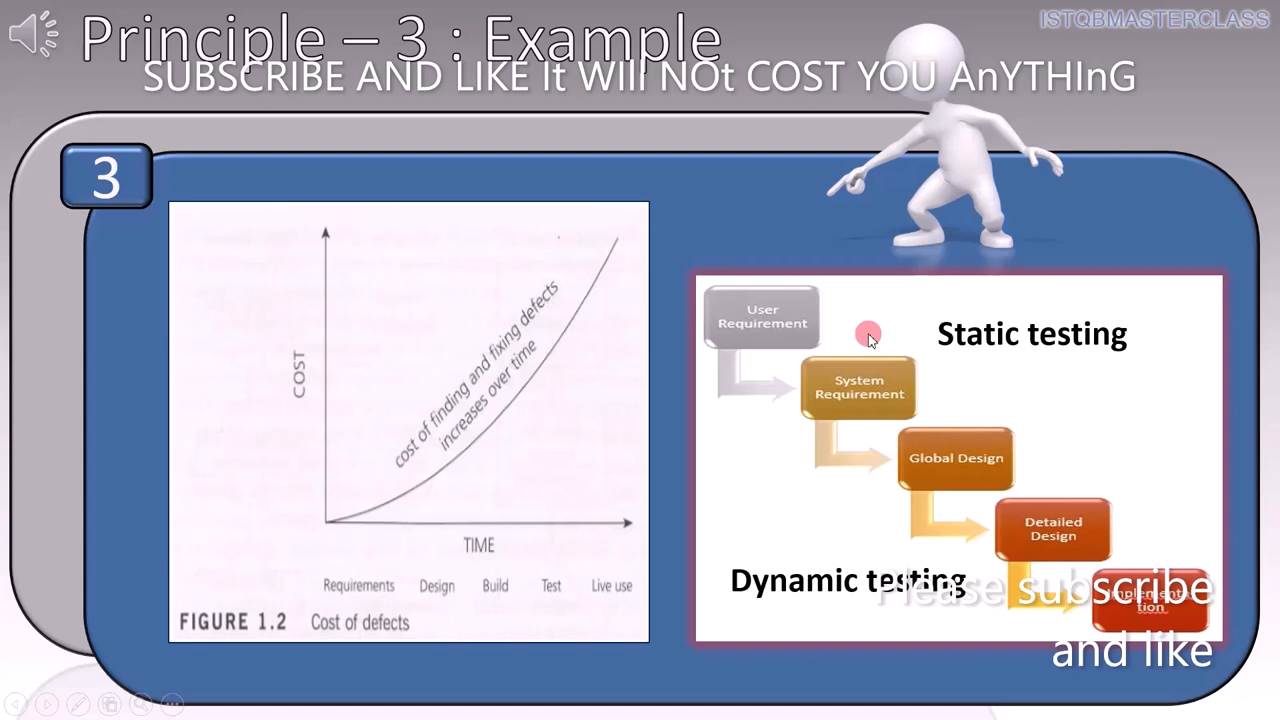 ISTQBMASTERCLASS
Principle – 3 : Example
SUBSCRIBE AND LIKE It WIll NOt COST YOU AnYTHInG
3
COST
cost of finding and fixing defects
increases over time
TIME
Requirements Design Build Test Live use
FIGURE 1.2 Cost of defects
User
Requirement
Static testing
System
Requirement
Global Design
Detailed
Design
Dynamic testing
Implementa
tion
Please subscribe
and like